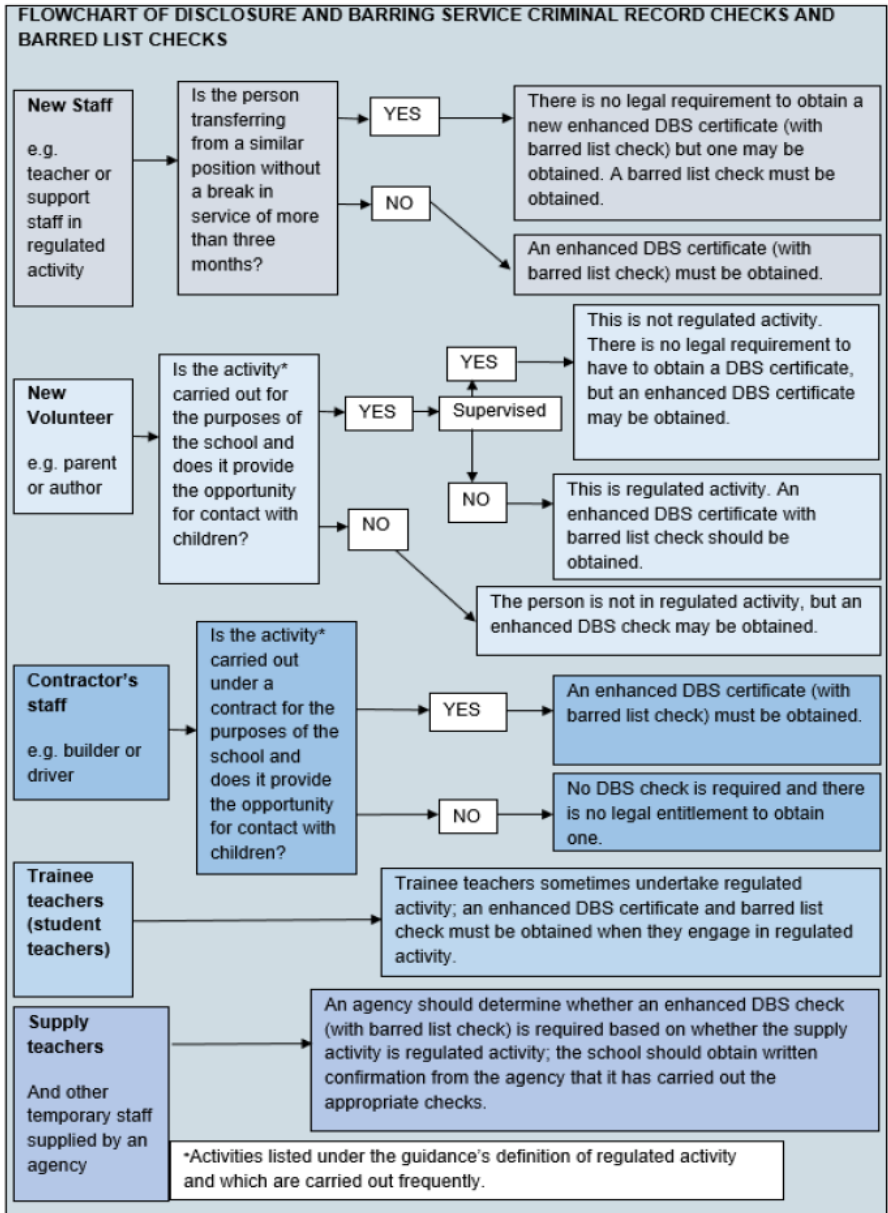 FLOWCHART OF DISCLOSURE AND BARRING SERVICE CRIMINAL RECORD CHECKS AND
BARRED LIST CHECKS
New Staff
e.g.
teacher or
support
staff in
regulated
activity
Is the person
transferring
from a similar
position without
a break in
service of more
than three
months?
YES
There is no legal requirement to obtain a
new enhanced DBS certificate (with
barred list check) but one may be
obtained. A barred list check must be
obtained.
NO
An enhanced DBS certificate (with
barred list check) must be obtained.
New
Volunteer
e.g. parent
or author
Is the activity*
carried out for
the purposes of
the school and
does it provide
the opportunity
for contact with
children?
YES
Supervised
YES
This is not regulated activity.
There is no legal requirement to
have to obtain a DBS certificate,
but an enhanced DBS certificate
may be obtained.
NO
This is regulated activity. An
enhanced DBS certificate with
barred list check should be
obtained.
NO
The person is not in regulated activity, but an
enhanced DBS check may be obtained.
Contractor's
staff
e.g. builder or
driver
Is the activity*
carried out
under a
contract for the
purposes of the
school and
does it provide
the opportunity
for contact with
children?
YES
An enhanced DBS certificate (with
barred list check) must be obtained.
NO
No DBS check is required and there
is no legal entitlement to obtain
one.
Trainee
teachers
(student
teachers)
Trainee teachers sometimes undertake regulated
activity; an enhanced DBS certificate and barred list
check must be obtained when they engage in regulated
activity.
Supply
teachers
And other
temporary staff
supplied by an
agency
An agency should determine whether an enhanced DBS check
(with barred list check) is required based on whether the supply
activity is regulated activity; the school should obtain written
confirmation from the agency that it has carried out the
appropriate checks.
*Activities listed under the guidance's definition of regulated activity
and which are carried out frequently.